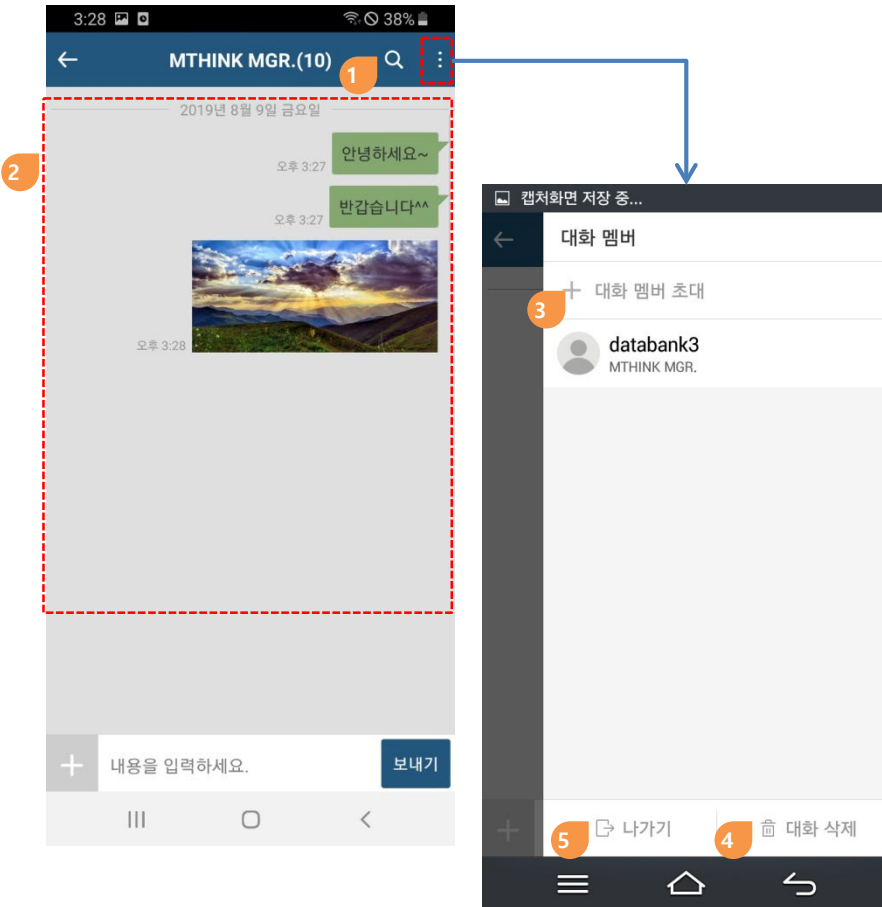 3:28 38%
MTHINK MGR.(10)
1
2019년 8월 9일 금요일
2
안녕하세요~
오후 3:27
반갑습니다^^
오후 3:27
오후 3:28
내용을 입력하세요.
보내기
캡처화면 저장 중...
대화 멤버
대화 멤버 초대
3
databank3
MTHINK MGR.
5
나가기
4
대화 삭제